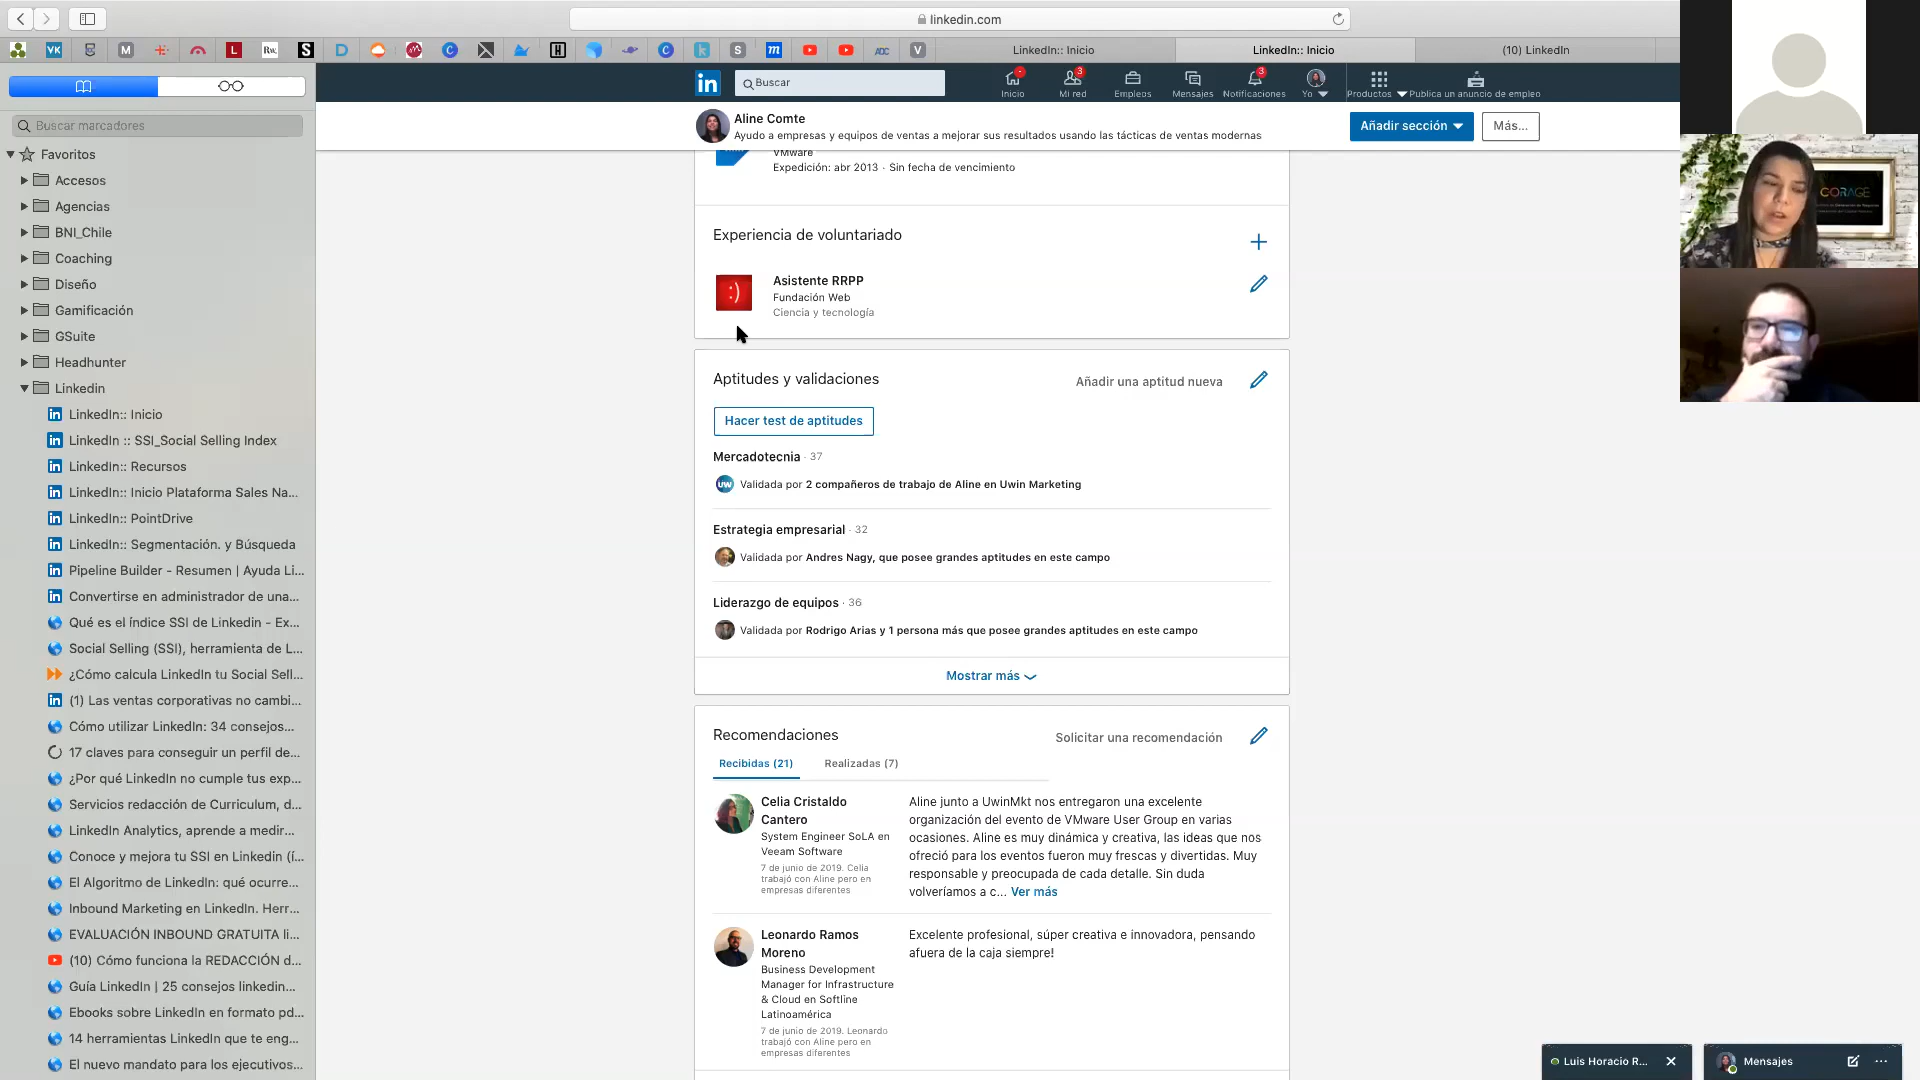 linkedin.com
LinkedIn:: Inicio
LinkedIn:: Inicio
(10) LinkedIn
Buscar marcadores
Favoritos
Accesos
Agencias
BNI_Chile
Coaching
Diseño
Gamificación
GSuite
Headhunter
Linkedin
LinkedIn:: Inicio
LinkedIn :: SSI_Social Selling Index
LinkedIn:: Recursos
LinkedIn:: Inicio Plataforma Sales Na...
LinkedIn:: PointDrive
LinkedIn:: Segmentación. y Búsqueda
Pipeline Builder - Resumen | Ayuda Li...
Convertirse en administrador de una...
Qué es el índice SSI de Linkedin - Ex...
Social Selling (SSI), herramienta de L...
¿Cómo calcula LinkedIn tu Social Sell...
(1) Las ventas corporativas no cambi...
Cómo utilizar LinkedIn: 34 consejos...
17 claves para conseguir un perfil de...
¿Por qué LinkedIn no cumple tus exp...
Servicios redacción de Curriculum, d...
LinkedIn Analytics, aprende a medir...
Conoce y mejora tu SSI en Linkedin (í...
El Algoritmo de LinkedIn: qué ocurre...
Inbound Marketing en LinkedIn. Herr...
EVALUACIÓN INBOUND GRATUITA li...
(10) Cómo funciona la REDACCIÓN d...
Guía LinkedIn | 25 consejos linkedin...
Ebooks sobre LinkedIn en formato pd...
14 herramientas LinkedIn que te eng...
El nuevo mandato para los ejecutivos...
in
Buscar
Inicio
3
Mi red
Empleos
Mensajes
3
Notificaciones
Yo
Productos
Publica un anuncio de empleo
Aline Comte
Ayudo a empresas y equipos de ventas a mejorar sus resultados usando las tácticas de ventas modernas
Añadir sección
Más...
VMware
Expedición: abr 2013 · Sin fecha de vencimiento
Experiencia de voluntariado
Asistente RRPP
Fundación Web
Ciencia y tecnología
Aptitudes y validaciones
Añadir una aptitud nueva
Hacer test de aptitudes
Mercadotecnia · 37
Validada por 2 compañeros de trabajo de Aline en Uwin Marketing
Estrategia empresarial · 32
Validada por Andres Nagy, que posee grandes aptitudes en este campo
Liderazgo de equipos · 36
Validada por Rodrigo Arias y 1 persona más que posee grandes aptitudes en este campo
Mostrar más
Recomendaciones
Solicitar una recomendación
Recibidas (21)
Realizadas (7)
Celia Cristaldo
Cantero
System Engineer SoLA en
Veeam Software
7 de junio de 2019. Celia
trabajó con Aline pero en
empresas diferentes
Aline junto a UwinMkt nos entregaron una excelente
organización del evento de VMware User Group en varias
ocasiones. Aline es muy dinámica y creativa, las ideas que nos
ofreció para los eventos fueron muy frescas y divertidas. Muy
responsable y preocupada de cada detalle. Sin duda
volveríamos a c... Ver más
Leonardo Ramos
Moreno
Business Development
Manager for Infrastructure
& Cloud en Softline
Latinoamérica
7 de junio de 2019. Leonardo
trabajó con Aline pero en
empresas diferentes
Excelente profesional, súper creativa e innovadora, pensando
afuera de la caja siempre!
CORAGE
Luis Horacio R...
Mensajes